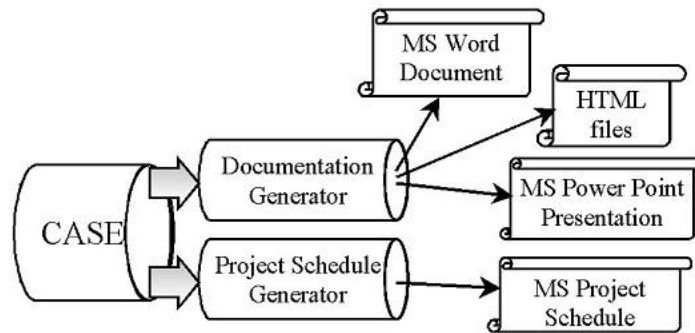 MS Word
Document
HTML
files
Documentation
Generator
MS Power Point
Presentation
CASE
Project Schedule
Generator
MS Project
Schedule